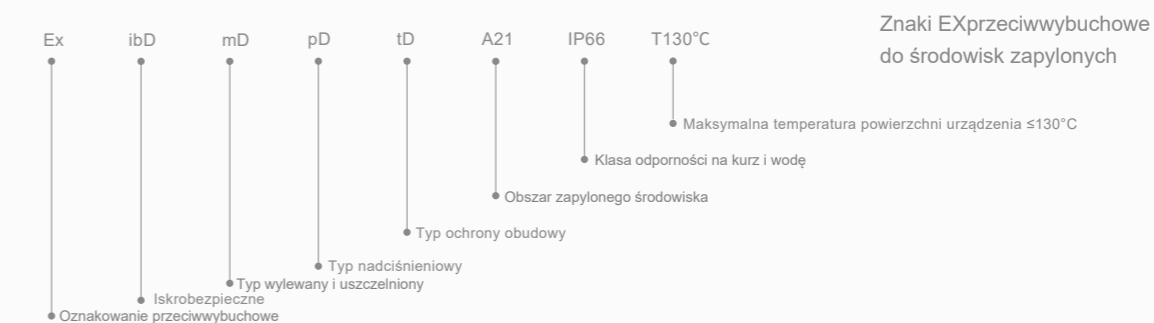 Ex ibD mD pD tD A21 IP66 T130℃
Znaki EXprzeciwwybuchowe
do środowisk zapylonych
Maksymalna temperatura powierzchni urządzenia ≤130°C
Klasa odporności na kurz i wodę
Obszar zapylonego środowiska
Typ ochrony obudowy
Typ nadciśnieniowy
Typ wylewany i uszczelniony
Iskrobezpieczne
Oznakowanie przeciwwybuchowe